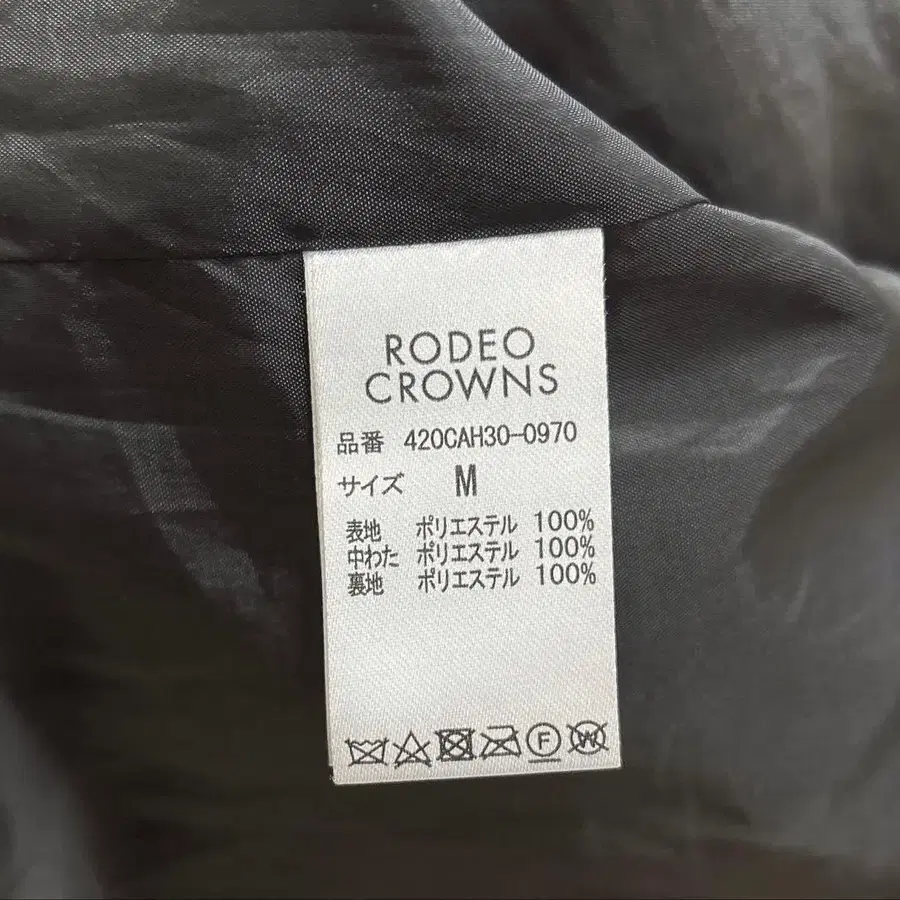 RODEO
CROWNS
品番 420CAH30-0970
サイズ M
表地 ポリエステル 100%
中わた ポリエステル 100%
裏地 ポリエステル 100%
F W